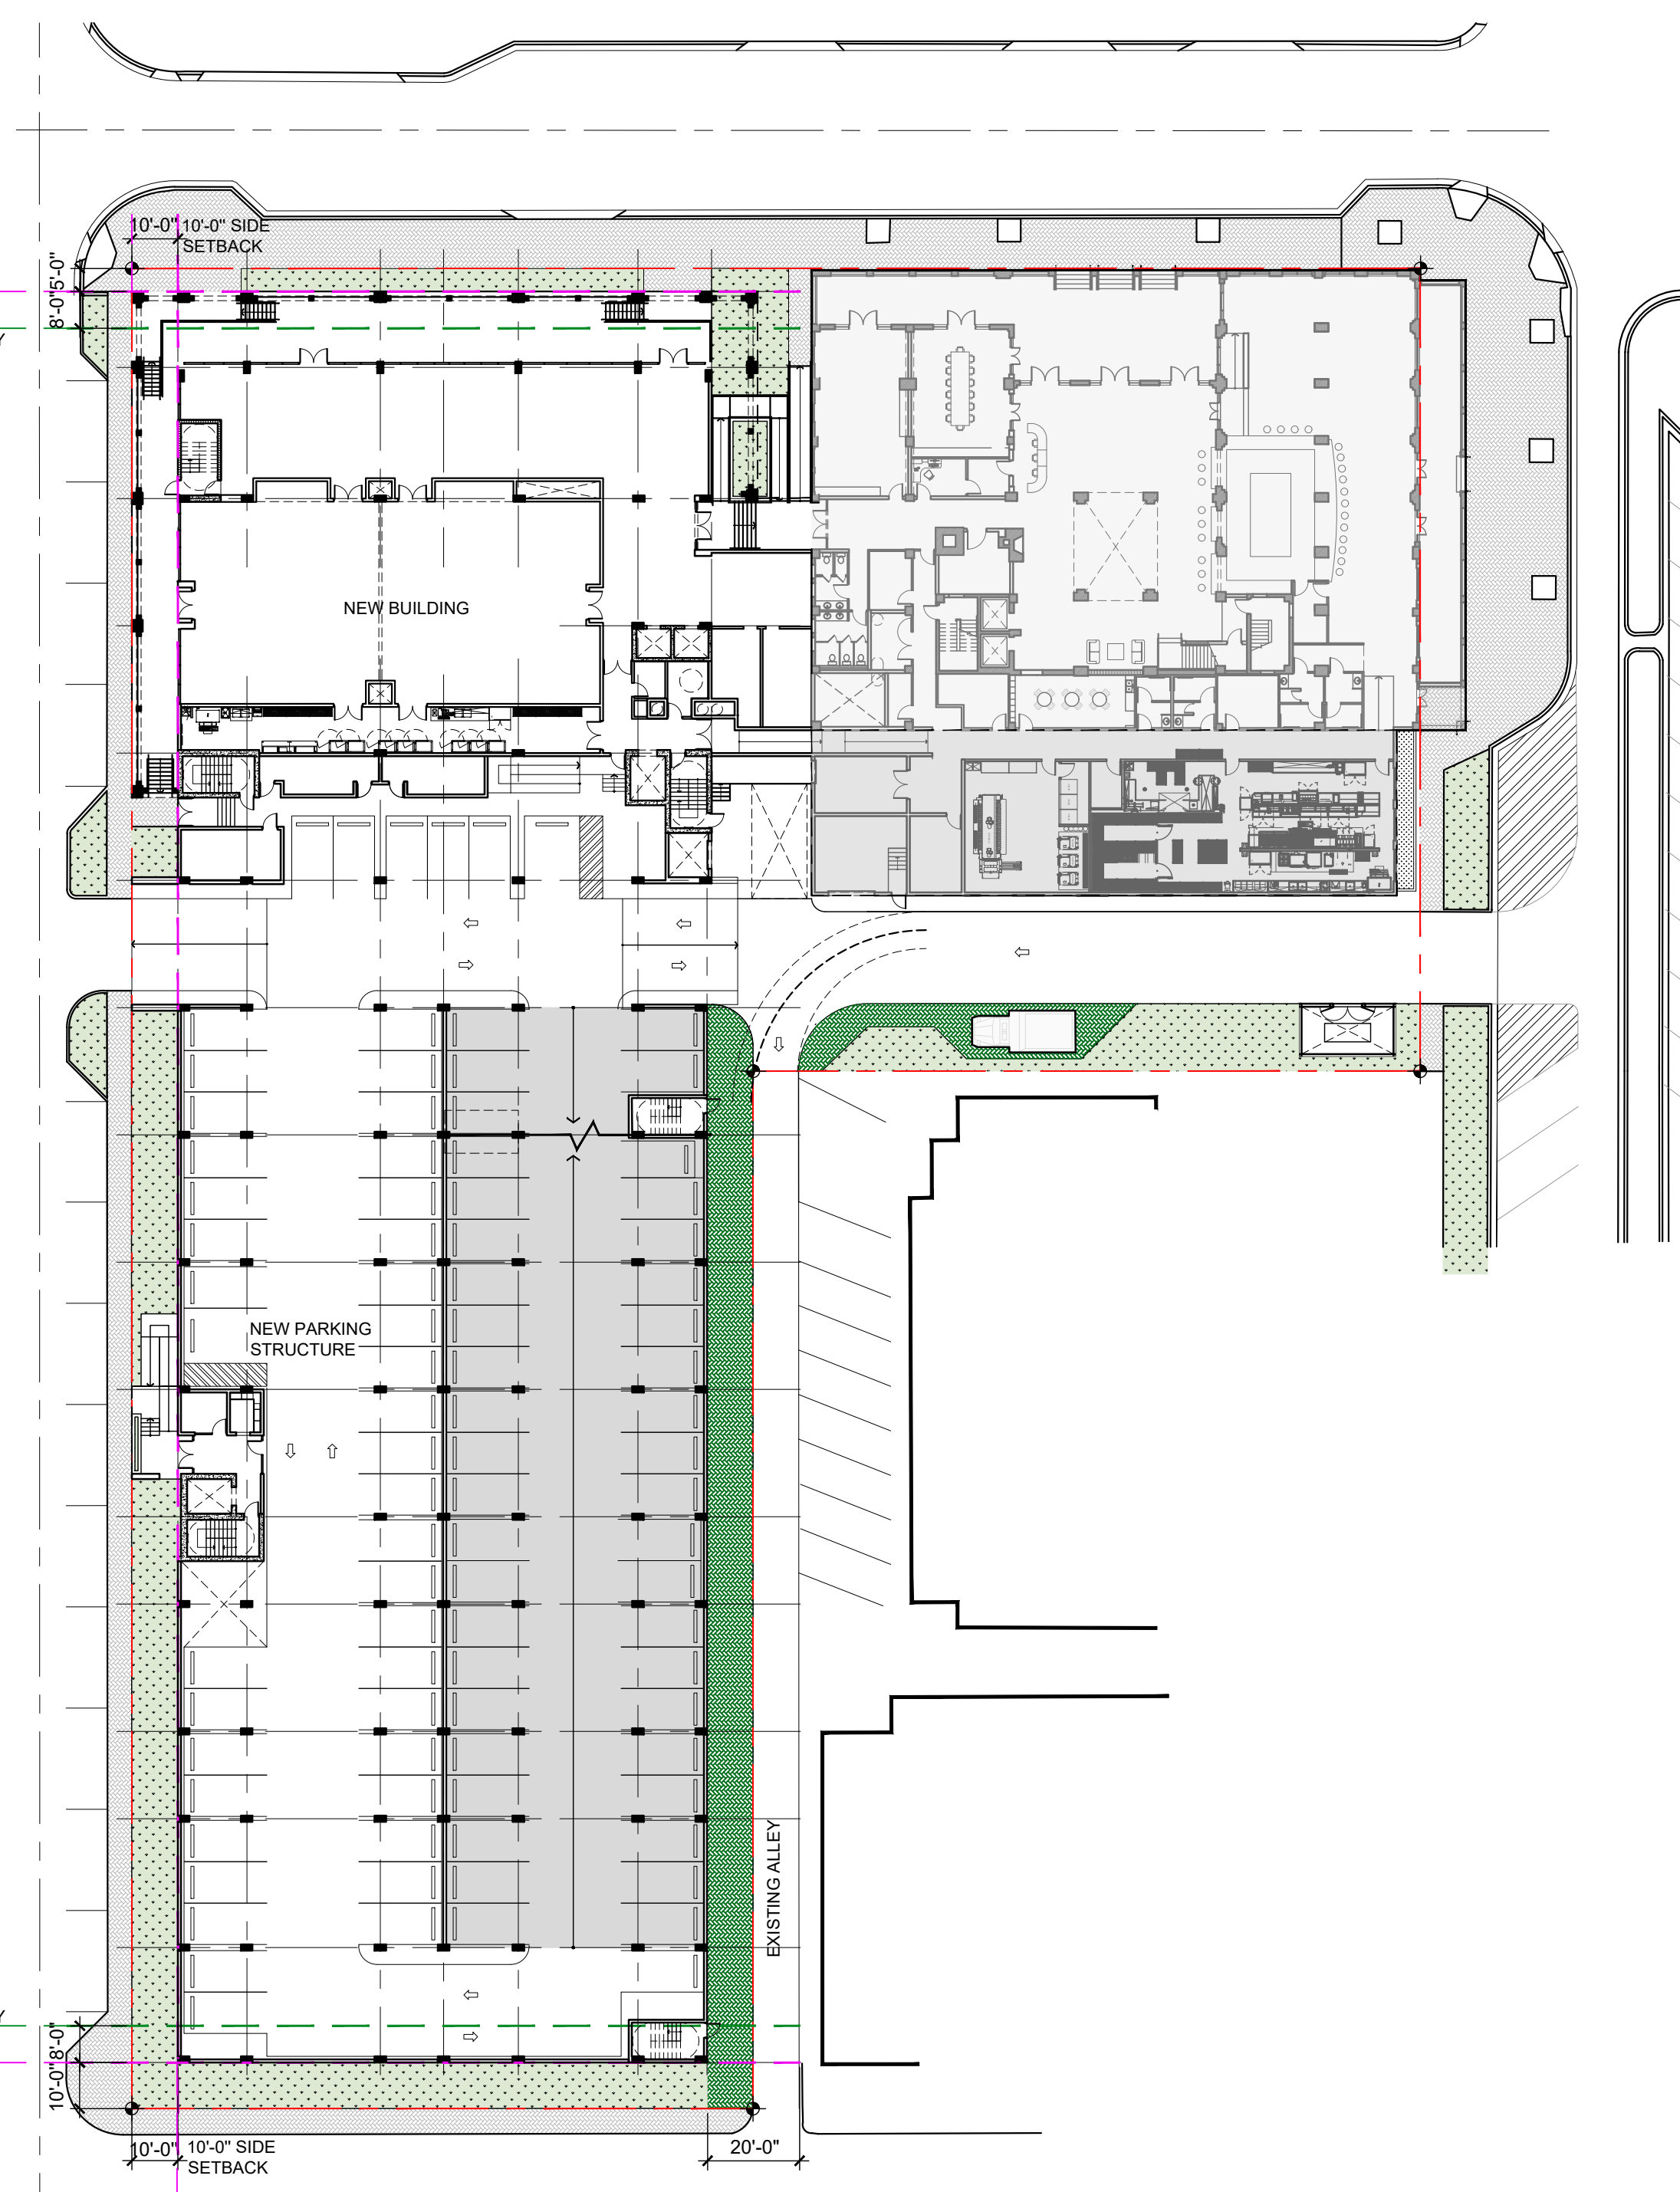 10'-0" 10'-0" SIDE
SETBACK
5'-0"
8'-0"
NEW BUILDING
NEW PARKING
STRUCTURE
EXISTING ALLEY
8'-0"
10'-0"
10'-0" 10'-0" SIDE
SETBACK
20'-0"
Y
Y